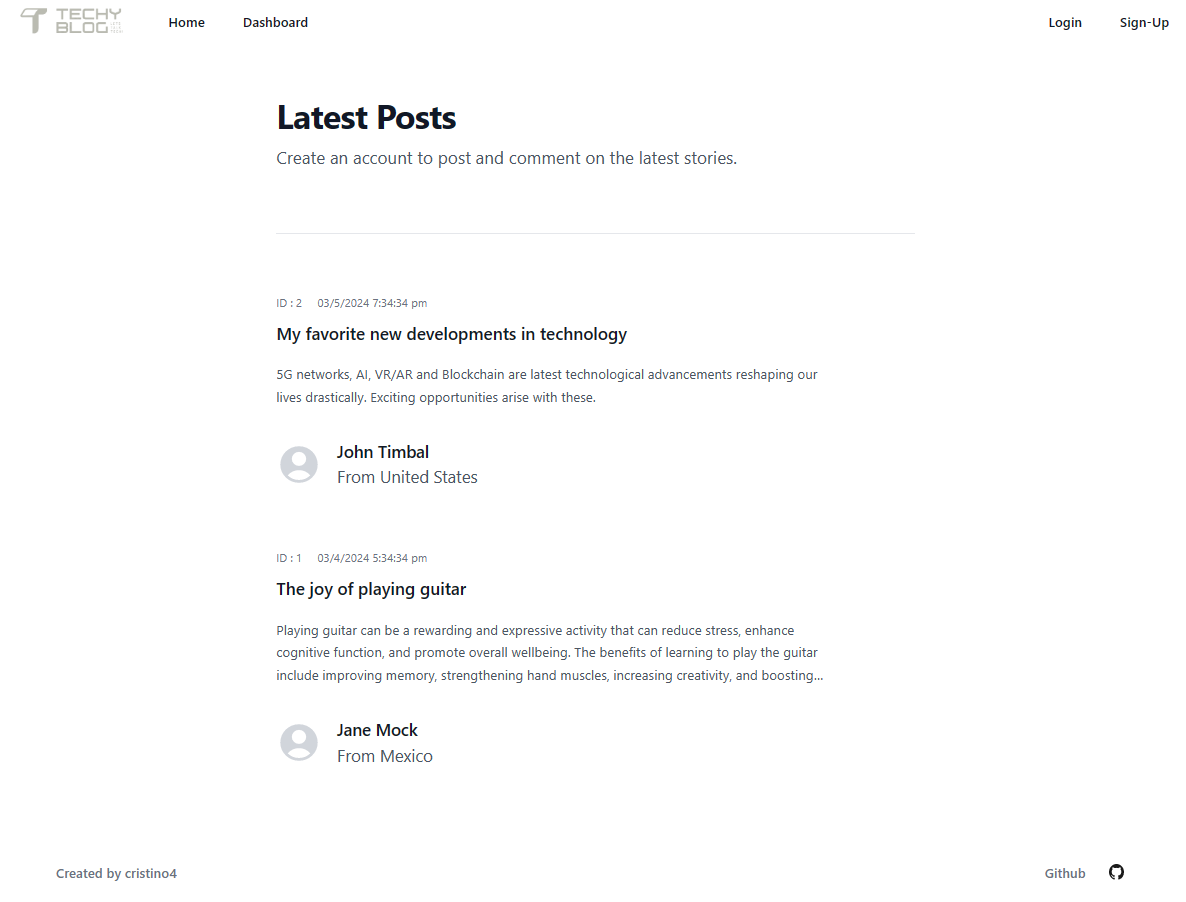 TECHY
BLOG
Home
Dashboard
Login
Sign-Up
Latest Posts
Create an account to post and comment on the latest stories.
ID : 2 03/5/2024 7:34:34 pm
My favorite new developments in technology
5G networks, AI, VR/AR and Blockchain are latest technological advancements reshaping our
lives drastically. Exciting opportunities arise with these.
John Timbal
From United States
ID : 1 03/4/2024 5:34:34 pm
The joy of playing guitar
Playing guitar can be a rewarding and expressive activity that can reduce stress, enhance
cognitive function, and promote overall wellbeing. The benefits of learning to play the guitar
include improving memory, strengthening hand muscles, increasing creativity, and boosting...
Jane Mock
From Mexico
Created by cristino4
Github